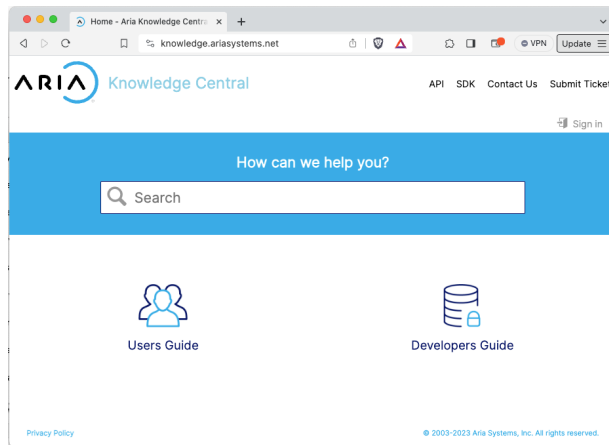 Home - Aria Knowledge Centra
knowledge.ariasystems.net
VPN
Update
ARIA
Knowledge Central
API SDK Contact Us Submit Ticket
Sign in
How can we help you?
Search
Users Guide
Developers Guide
Privacy Policy
© 2003-2023 Aria Systems, Inc. All rights reserved.